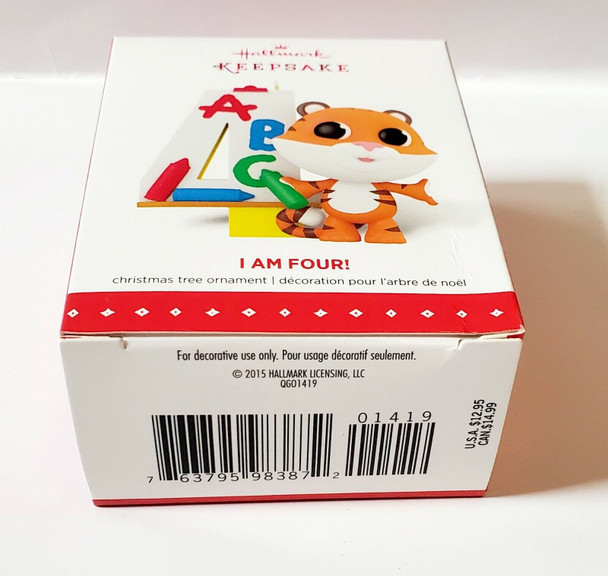 Hallmark
KEEPSAKE
4
A
B
C
I AM FOUR!
christmas tree ornament | décoration pour l'arbre de noël
For decorative use only. Pour usage décoratif seulement.
© 2015 HALLMARK LICENSING, LLC
QGO1419
01419
7 63795 98387 2
U.S.A. $12.95
CAN.$14.99